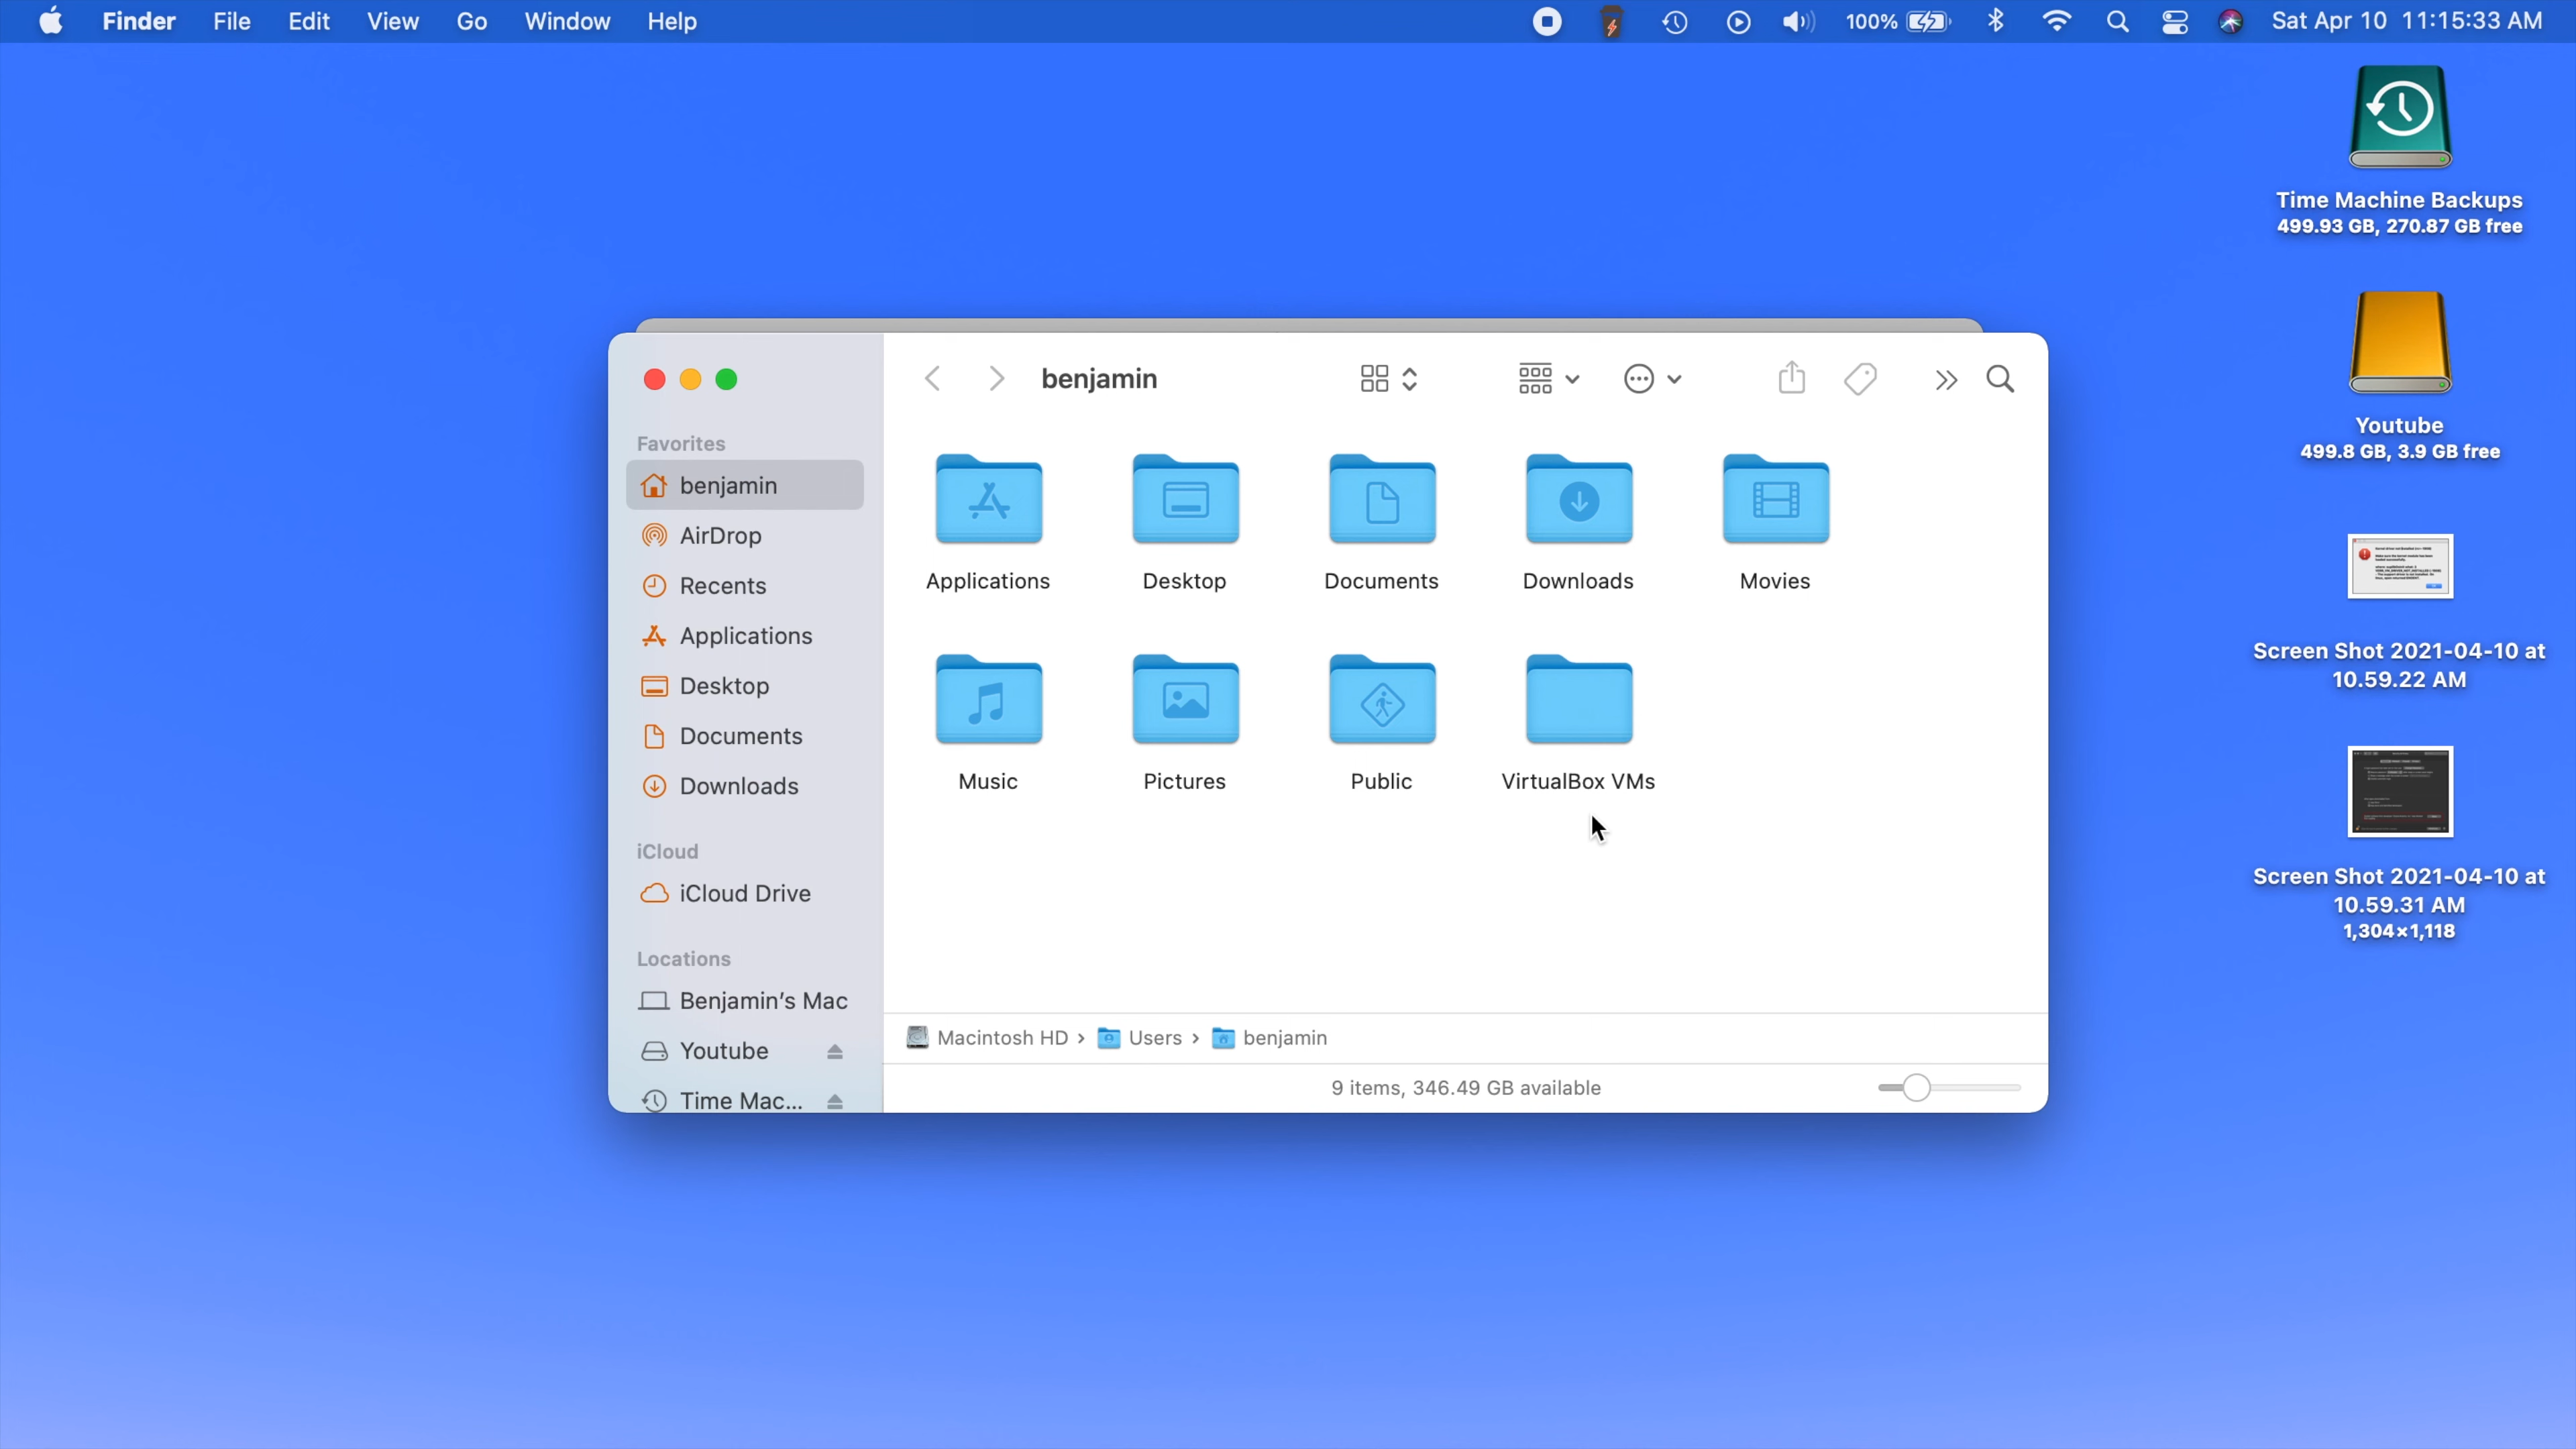 Finder File Edit View Go Window Help 100% Sat Apr 10 11:15:33 AM
Time Machine Backups
499.93 GB, 270.87 GB free
Youtube
499.8 GB, 3.9 GB free
Screen Shot 2021-04-10 at
10.59.22 AM
Screen Shot 2021-04-10 at
10.59.31 AM
1,304×1,118
benjamin
Favorites
benjamin
AirDrop
Recents
Applications
Desktop
Documents
Downloads
iCloud
iCloud Drive
Locations
Benjamin's Mac
Youtube
Time Mac...
Applications Desktop Documents Downloads Movies
Music Pictures Public VirtualBox VMs
Macintosh HD › Users › benjamin
9 items, 346.49 GB available